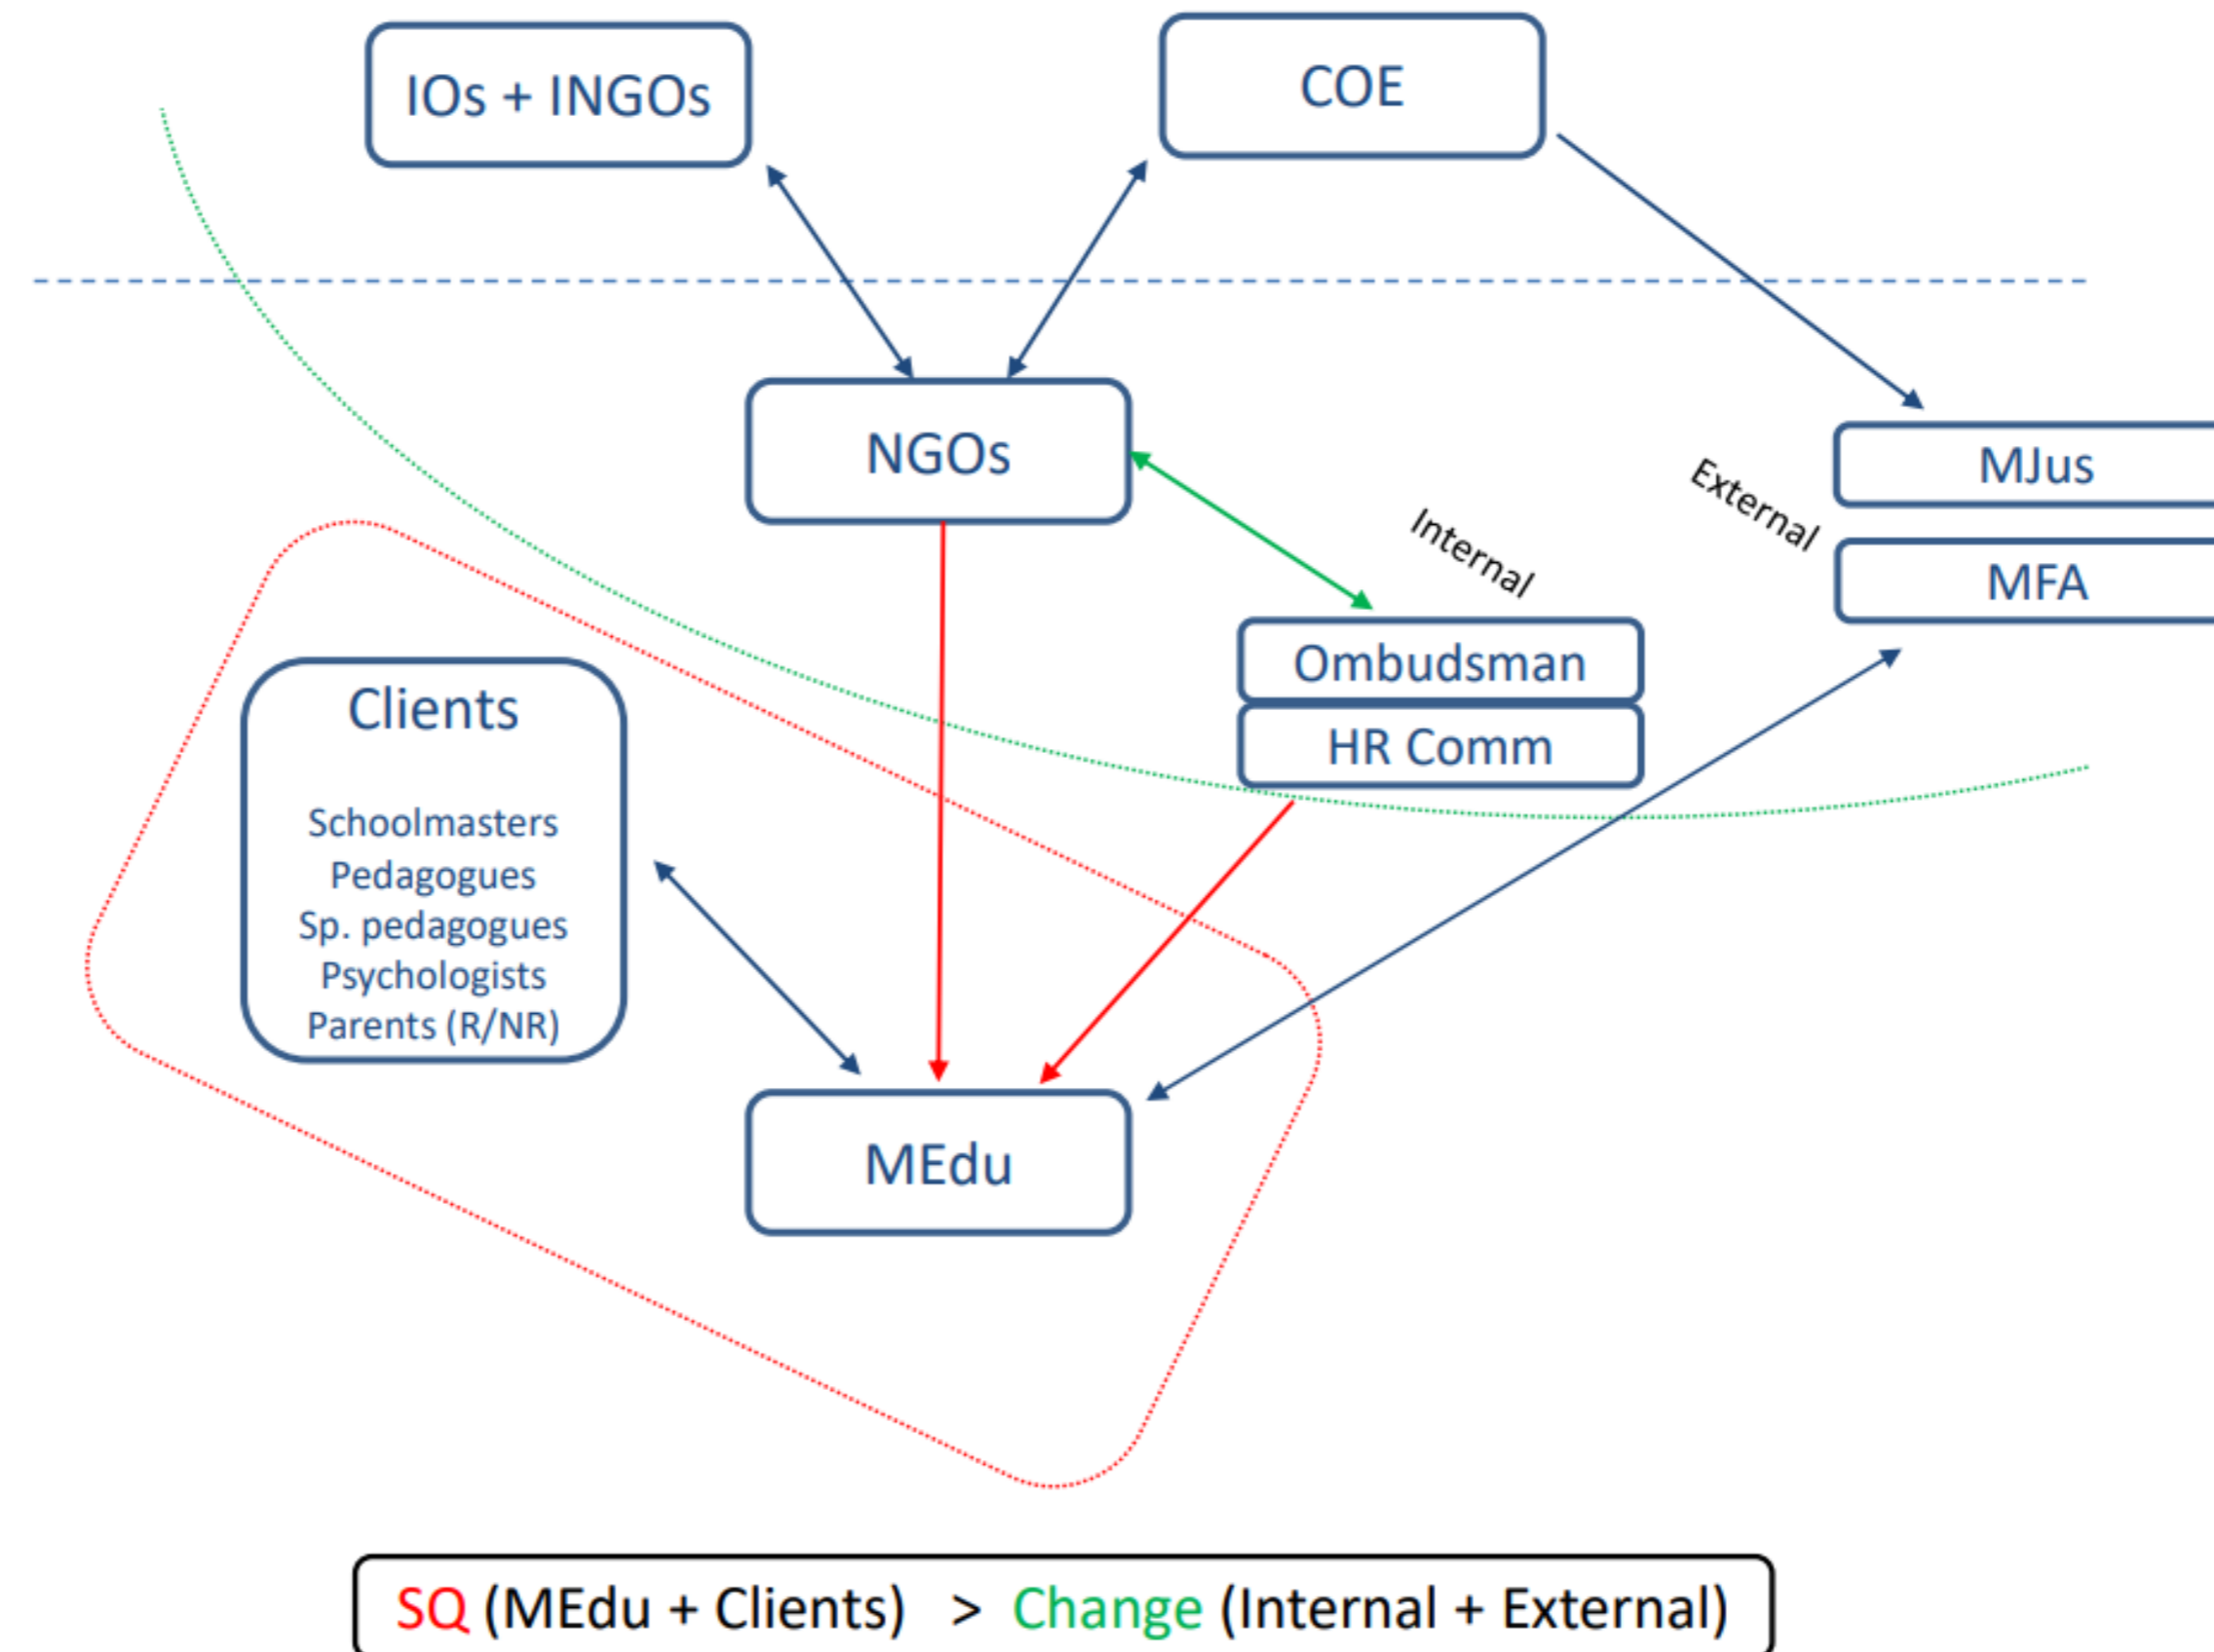 IOs + INGOs
COE
NGOs
MJus
External
Internal
MFA
Ombudsman
HR Comm
Clients
Schoolmasters
Pedagogues
Sp. pedagogues
Psychologists
Parents (R/NR)
MEdu
SQ (MEdu + Clients) > Change (Internal + External)